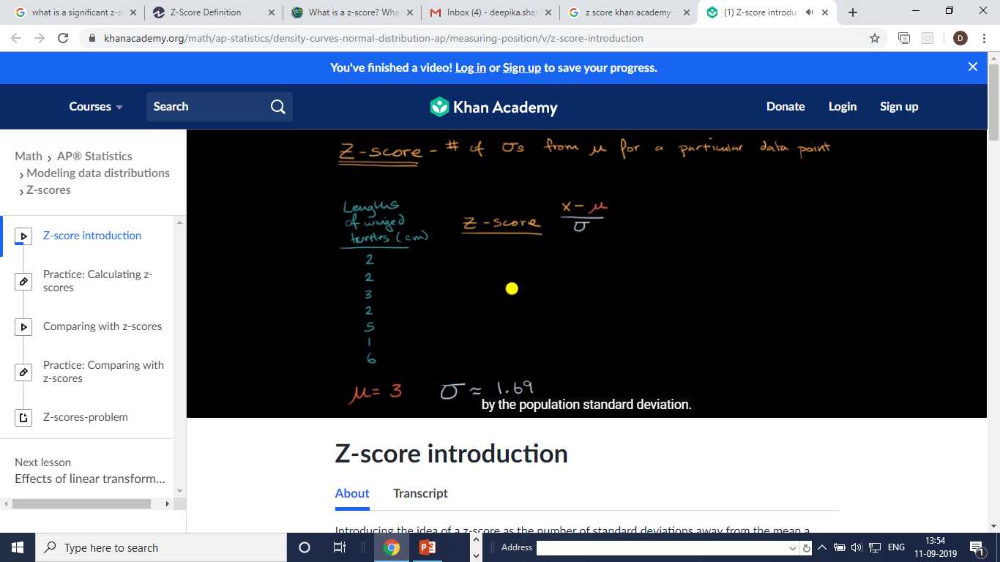 what is a significant z-s
Z-Score Definition
What is a z-score? Wha
Inbox (4) - deepika.shar
z score khan academy -
(1) Z-score introduc
khanacademy.org/math/ap-statistics/density-curves-normal-distribution-ap/measuring-position/v/z-score-introduction
D
You've finished a video! Log in or Sign up to save your progress.
Courses
Search
Khan Academy
Donate
Login
Sign up
Math › AP® Statistics
› Modeling data distributions
› Z-scores
Z-score introduction
Practice: Calculating z-
scores
Comparing with z-scores
Practice: Comparing with
z-scores
Z-scores-problem
Next lesson
Effects of linear transform...
Z-score - # of σs from μ for a particular data point
Lengths
of winged
turtles (cm)
2
2
3
2
5
1
6
Z-score
x - μ
σ
μ = 3
σ ≈ 1.69
by the population standard deviation.
Z-score introduction
About
Transcript
Introducing the idea of a z-score as the number of standard deviations away from the mean a
Type here to search
Address
ENG
13:54
11-09-2019
1